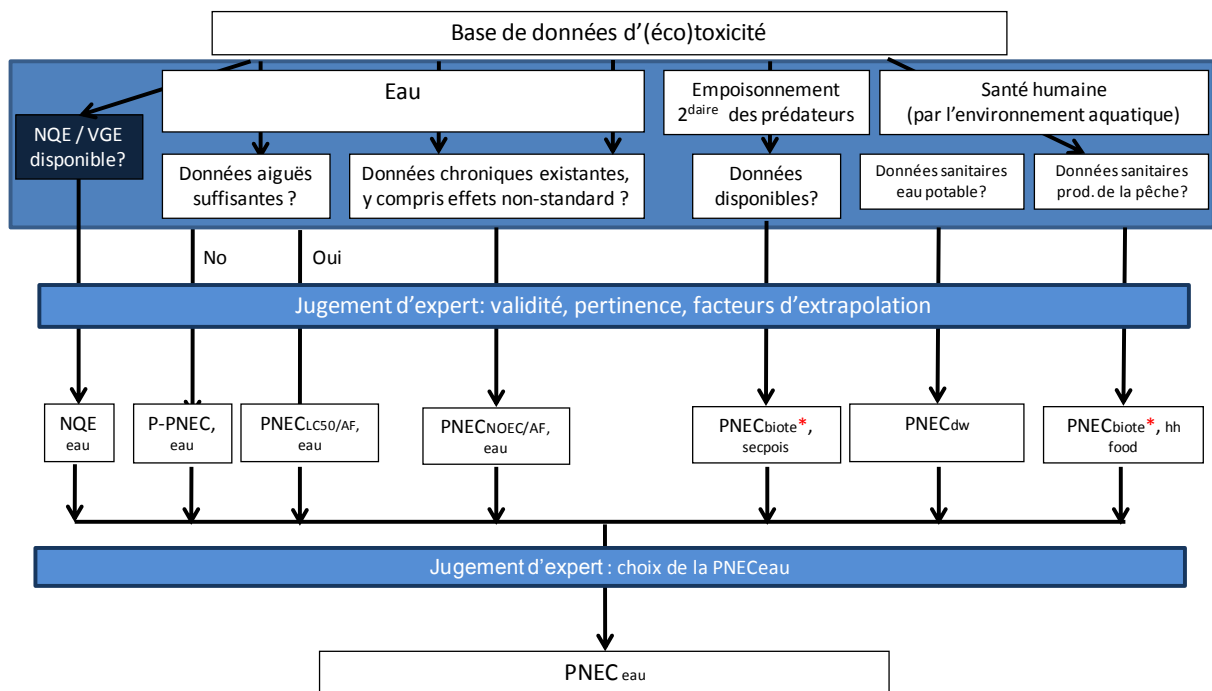 Base de données d'(éco)toxicité
NQE / VGE
disponible?
Eau
Empoisonnement
2daire des prédateurs
Santé humaine
(par l'environnement aquatique)
Données aiguës
suffisantes ?
Données chroniques existantes,
y compris effets non-standard ?
Données
disponibles?
Données sanitaires
eau potable?
Données sanitaires
prod. de la pêche?
No
Oui
Jugement d'expert: validité, pertinence, facteurs d'extrapolation
NQE
eau
P-PNEC,
eau
PNECLC50/AF,
eau
PNECNOEC/AF,
eau
PNECbiote*,
secpois
PNECdw
PNECbiote*, hh
food
Jugement d'expert : choix de la PNECeau
PNEC eau